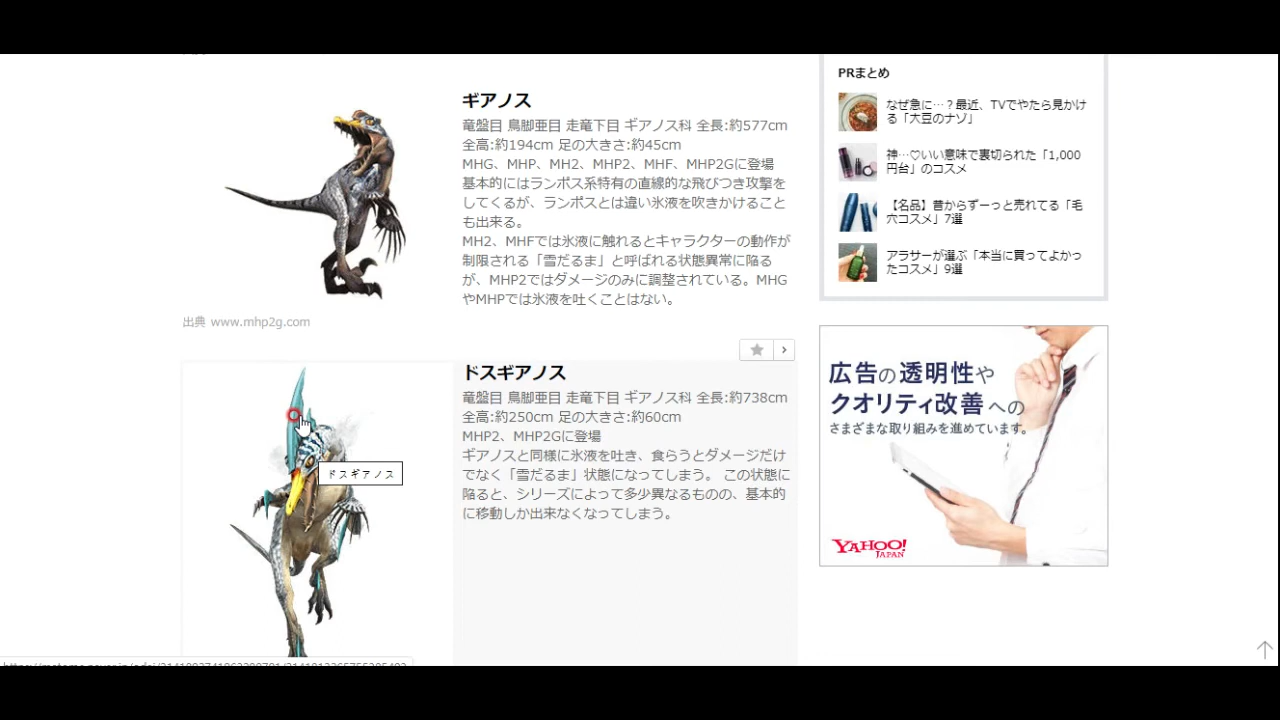 ギアノス
竜盤目 鳥脚亜目 走竜下目 ギアノス科 全長:約577cm
全高:約194cm 足の大きさ:約45cm
MHG、MHP、MH2、MHP2、MHF、MHP2Gに登場
基本的にはランポス系特有の直線的な飛びつき攻撃を
してくるが、ランポスとは違い氷液を吹きかけること
も出来る。
MH2、MHFでは氷液に触れるとキャラクターの動作が
制限される「雪だるま」と呼ばれる状態異常に陥る
が、MHP2ではダメージのみに調整されている。MHG
やMHPでは氷液を吐くことはない。
出典 www.mhp2g.com
ドスギアノス
竜盤目 鳥脚亜目 走竜下目 ギアノス科 全長:約738cm
全高:約250cm 足の大きさ:約60cm
MHP2、MHP2Gに登場
ギアノスと同様に氷液を吐き、食らうとダメージだけ
でなく「雪だるま」状態になってしまう。 この状態に
陥ると、シリーズによって多少異なるものの、基本的
に移動しか出来なくなってしまう。
ドスギアノス
PRまとめ
なぜ急に…？最近、TVでやたら見かけ
る「大豆のナゾ」
神…♡いい意味で裏切られた「1,000
円台」のコスメ
【名品】昔からずーっと売れてる「毛
穴コスメ」7選
アラサーが選ぶ「本当に買ってよかっ
たコスメ」9選
広告の透明性や
クオリティ改善への
さまざまな取り組みを進めています。
YAHOO!
JAPAN